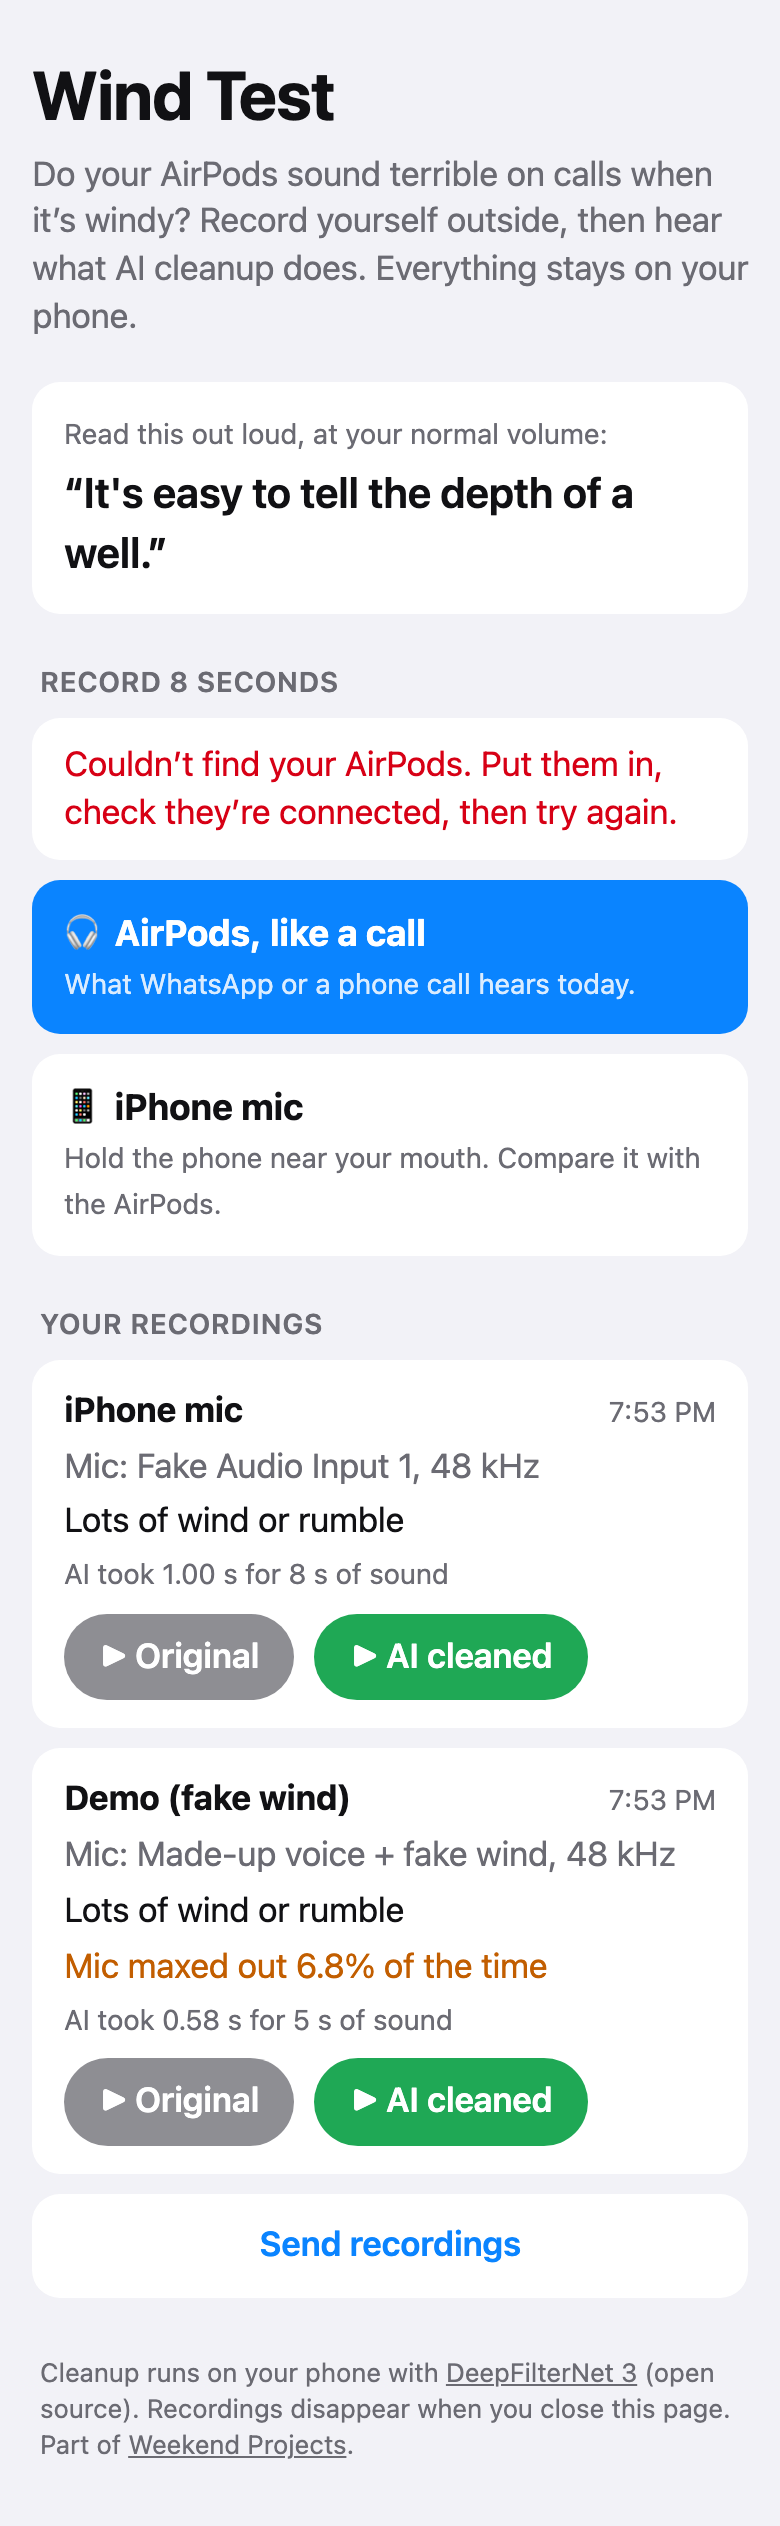 Wind Test
Do your AirPods sound terrible on calls when
it’s windy? Record yourself outside, then hear
what AI cleanup does. Everything stays on your
phone.
Read this out loud, at your normal volume:
“It's easy to tell the depth of a
well.”
RECORD 8 SECONDS
Couldn’t find your AirPods. Put them in,
check they’re connected, then try again.
🎧 AirPods, like a call
What WhatsApp or a phone call hears today.
📱 iPhone mic
Hold the phone near your mouth. Compare it with
the AirPods.
YOUR RECORDINGS
iPhone mic 7:53 PM
Mic: Fake Audio Input 1, 48 kHz
Lots of wind or rumble
AI took 1.00 s for 8 s of sound
▶ Original ▶ AI cleaned
Demo (fake wind) 7:53 PM
Mic: Made-up voice + fake wind, 48 kHz
Lots of wind or rumble
Mic maxed out 6.8% of the time
AI took 0.58 s for 5 s of sound
▶ Original ▶ AI cleaned
Send recordings
Cleanup runs on your phone with DeepFilterNet 3 (open
source). Recordings disappear when you close this page.
Part of Weekend Projects.